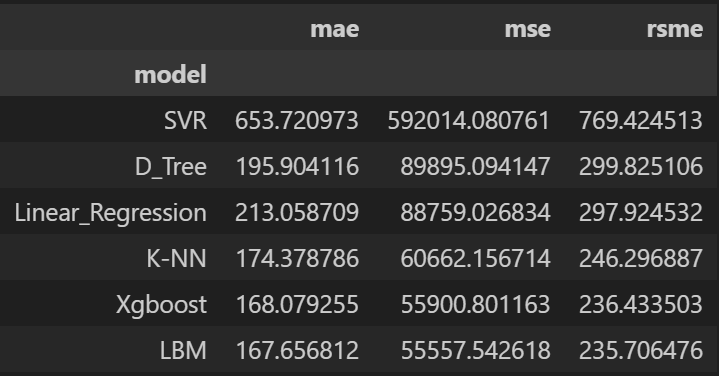 mae mse rsme
model
SVR 653.720973 592014.080761 769.424513
D_Tree 195.904116 89895.094147 299.825106
Linear_Regression 213.058709 88759.026834 297.924532
K-NN 174.378786 60662.156714 246.296887
Xgboost 168.079255 55900.801163 236.433503
LBM 167.656812 55557.542618 235.706476